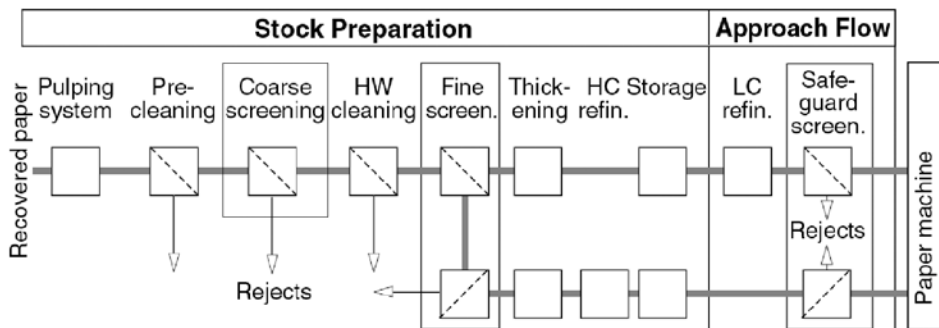 Stock Preparation
Approach Flow
Pulping
system
Pre-
cleaning
Coarse
screening
HW
cleaning
Fine
screen.
Thick-
ening
HC Storage
refin.
LC
refin.
Safe-
guard
screen.
Recovered paper
Rejects
Rejects
Paper machine